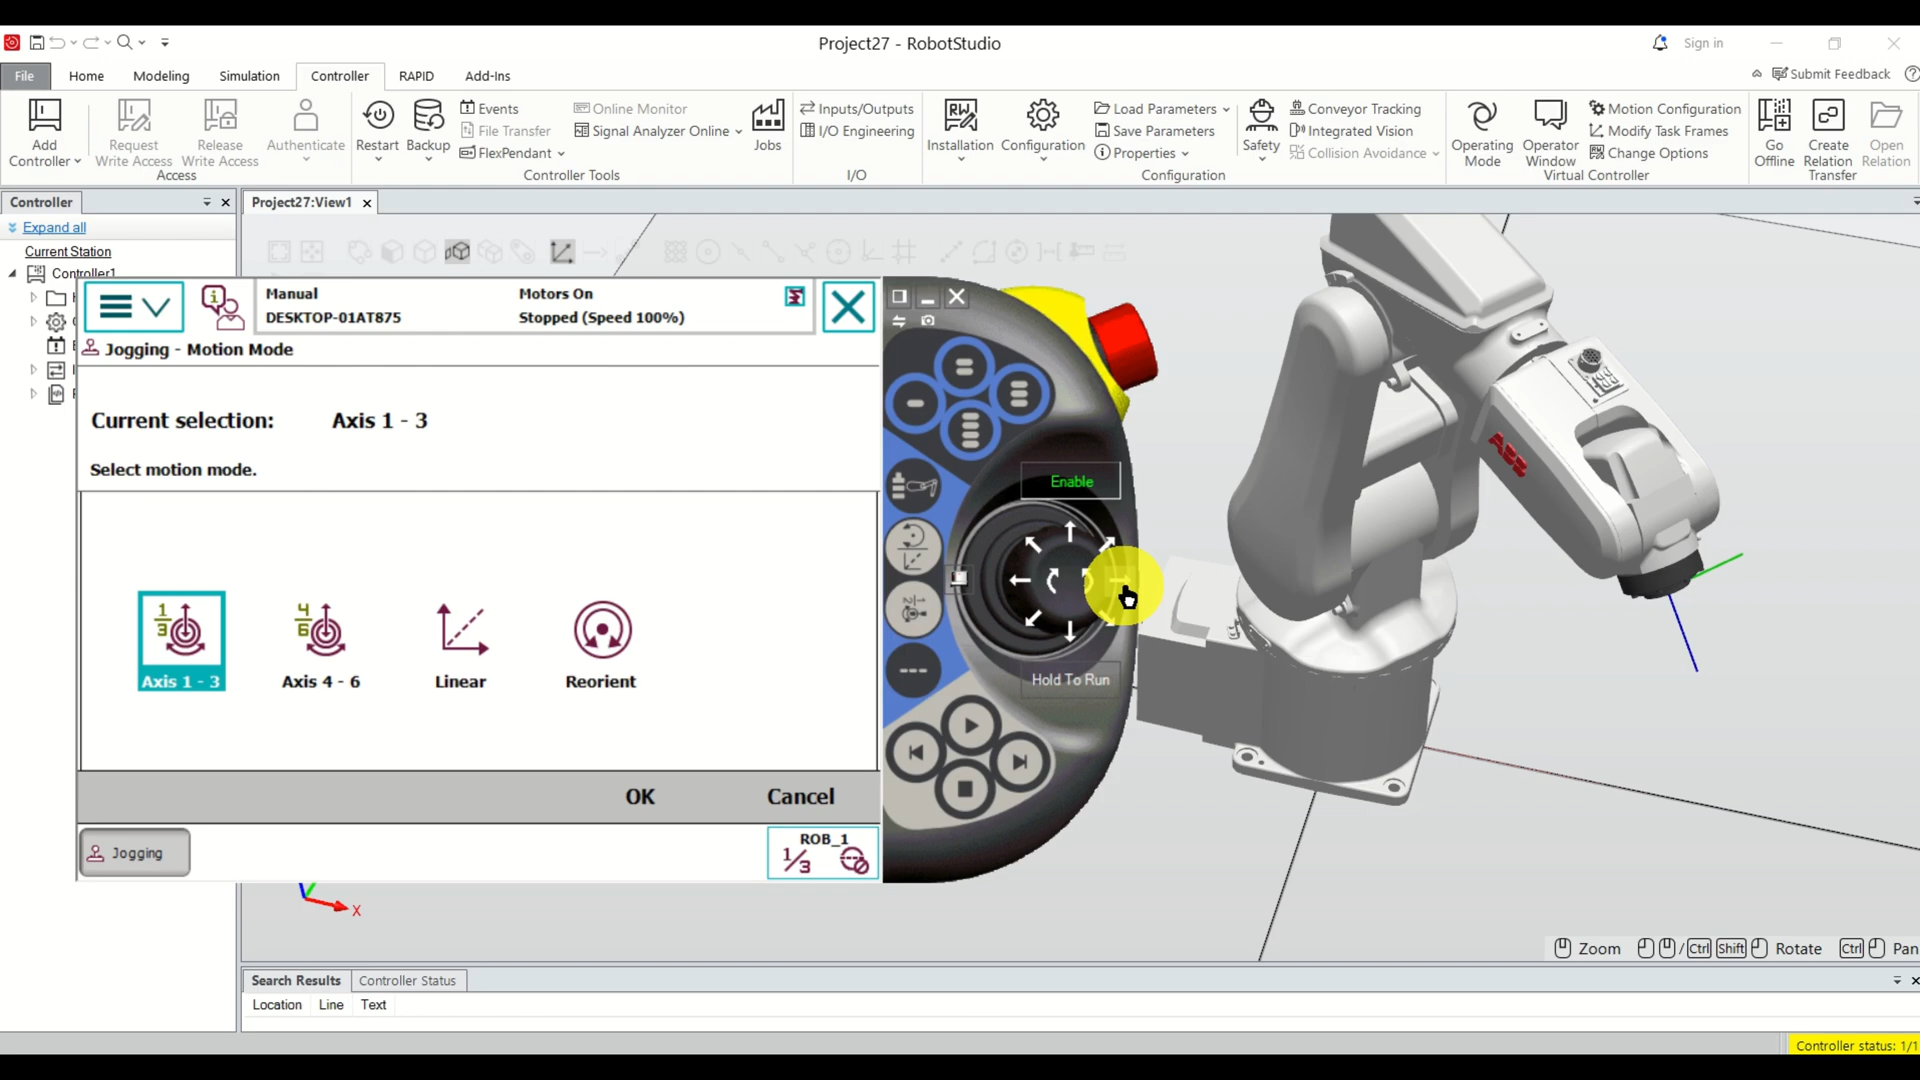 Project27 - RobotStudio
Sign in
File Home Modeling Simulation Controller RAPID Add-Ins
Submit Feedback
Add Controller
Request Write Access
Release Write Access
Authenticate
Access
Restart
Backup
Events
File Transfer
FlexPendant
Online Monitor
Signal Analyzer Online
Jobs
Controller Tools
Inputs/Outputs
I/O Engineering
I/O
Installation
Configuration
Load Parameters
Save Parameters
Properties
Safety
Conveyor Tracking
Integrated Vision
Collision Avoidance
Configuration
Operating Mode
Operator Window
Motion Configuration
Modify Task Frames
Change Options
Virtual Controller
Go Offline
Create Relation
Open Relation
Transfer
Controller
Project27:View1
Expand all
Current Station
Controller1
Manual
DESKTOP-01AT875
Motors On
Stopped (Speed 100%)
Jogging - Motion Mode
Current selection: Axis 1 - 3
Select motion mode.
Axis 1 - 3
Axis 4 - 6
Linear
Reorient
OK Cancel
Jogging
ROB_1
1/3
Enable
Hold To Run
ABB
X
Zoom / Ctrl Shift Rotate Ctrl Pan
Search Results Controller Status
Location Line Text
Controller status: 1/1